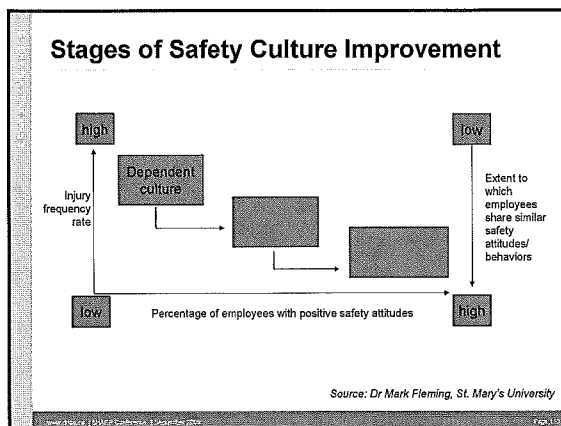 Stages of Safety Culture Improvement
high
low
Dependent
culture
Injury
frequency
rate
Extent to
which
employees
share similar
safety
attitudes/
behaviors
low
Percentage of employees with positive safety attitudes
high
Source: Dr Mark Fleming, St. Mary's University